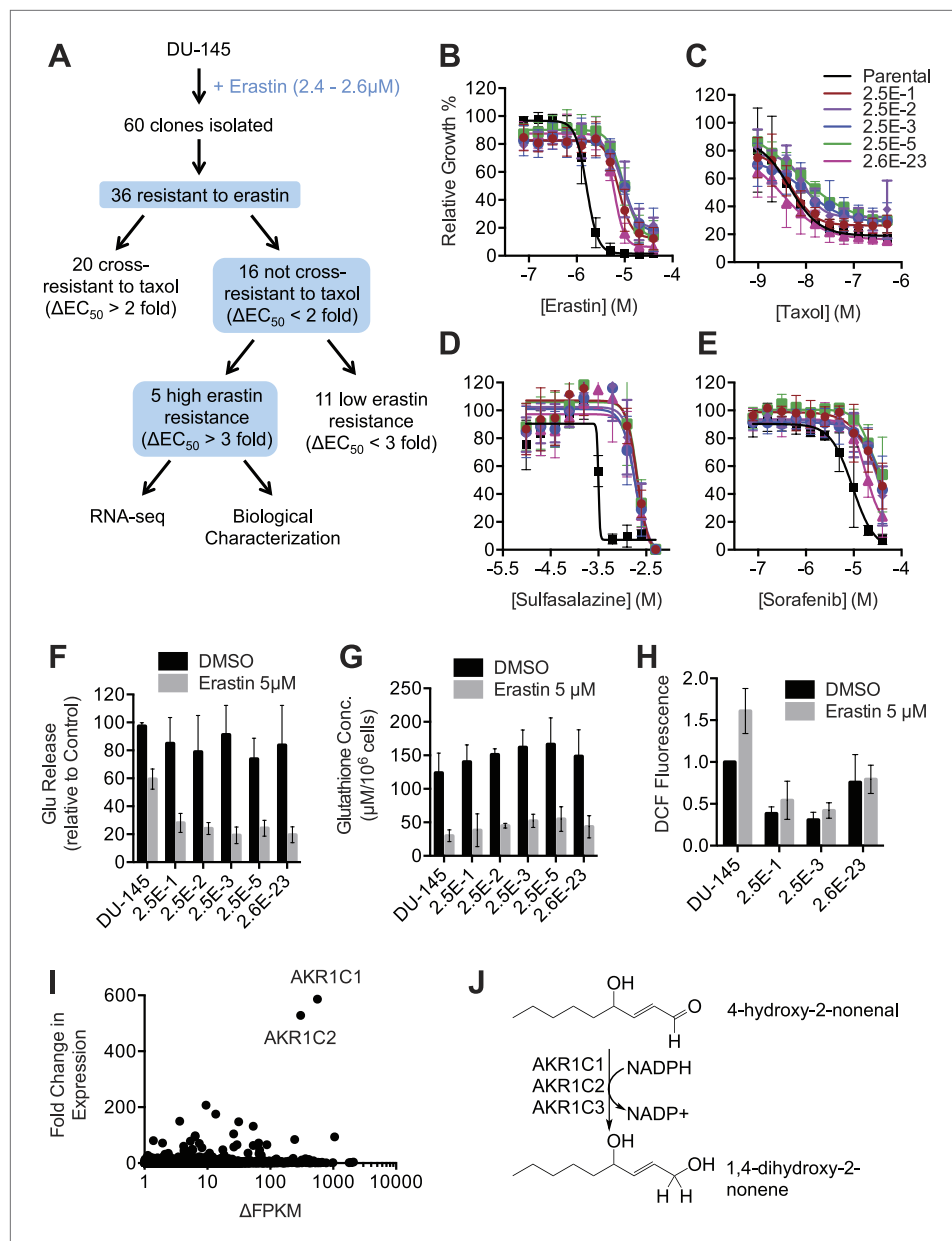 A
DU-145
+ Erastin (2.4 - 2.6µM)
60 clones isolated
36 resistant to erastin
20 cross-
resistant to taxol
(ΔEC50 > 2 fold)
16 not cross-
resistant to taxol
(ΔEC50 < 2 fold)
5 high erastin
resistance
(ΔEC50 > 3 fold)
11 low erastin
resistance
(ΔEC50 < 3 fold)
RNA-seq
Biological
Characterization
B
Relative Growth %
120
100
80
60
40
20
0
-7 -6 -5 -4
[Erastin] (M)
C
Parental
2.5E-1
2.5E-2
2.5E-3
2.5E-5
2.6E-23
120
100
80
60
40
20
0
-9 -8 -7 -6
[Taxol] (M)
D
120
100
80
60
40
20
0
-5.5 -4.5 -3.5 -2.5
[Sulfasalazine] (M)
E
120
100
80
60
40
20
0
-7 -6 -5 -4
[Sorafenib] (M)
F
DMSO
Erastin 5µM
Glu Release
(relative to Control)
120
100
80
60
40
20
0
DU-145
2.5E-1
2.5E-2
2.5E-3
2.5E-5
2.6E-23
G
DMSO
Erastin 5 µM
Glutathione Conc.
(µM/10⁶ cells)
250
200
150
100
50
0
DU-145
2.5E-1
2.5E-2
2.5E-3
2.5E-5
2.6E-23
H
DMSO
Erastin 5 µM
DCF Fluorescence
2.0
1.5
1.0
0.5
0.0
DU-145
2.5E-1
2.5E-3
2.6E-23
I
Fold Change in
Expression
600
400
200
0
AKR1C1
AKR1C2
1 10 100 1000 10000
ΔFPKM
J
OH
O
H
4-hydroxy-2-nonenal
AKR1C1
AKR1C2
AKR1C3
NADPH
NADP+
OH
OH
H H
1,4-dihydroxy-2-
nonene